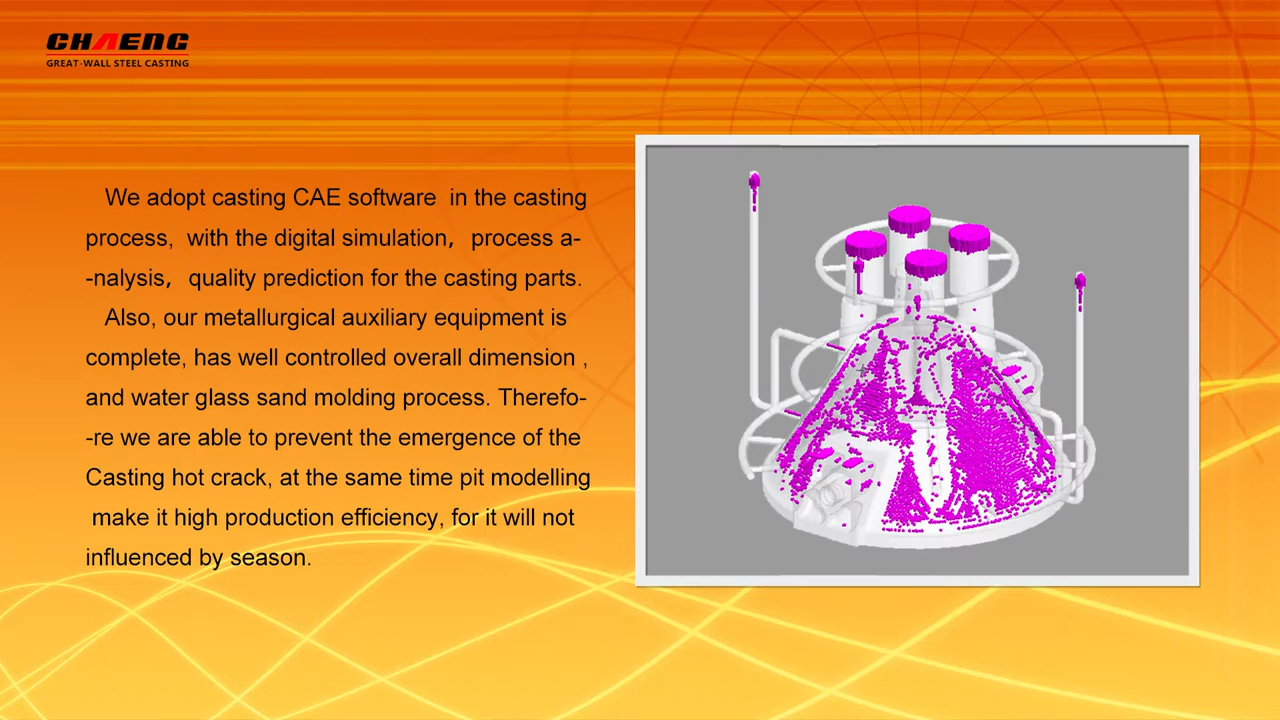 CHAENG
GREAT-WALL STEEL CASTING
We adopt casting CAE software in the casting
process, with the digital simulation, process a-
-nalysis, quality prediction for the casting parts.
Also, our metallurgical auxiliary equipment is
complete, has well controlled overall dimension ,
and water glass sand molding process. Therefo-
-re we are able to prevent the emergence of the
Casting hot crack, at the same time pit modelling
make it high production efficiency, for it will not
influenced by season.